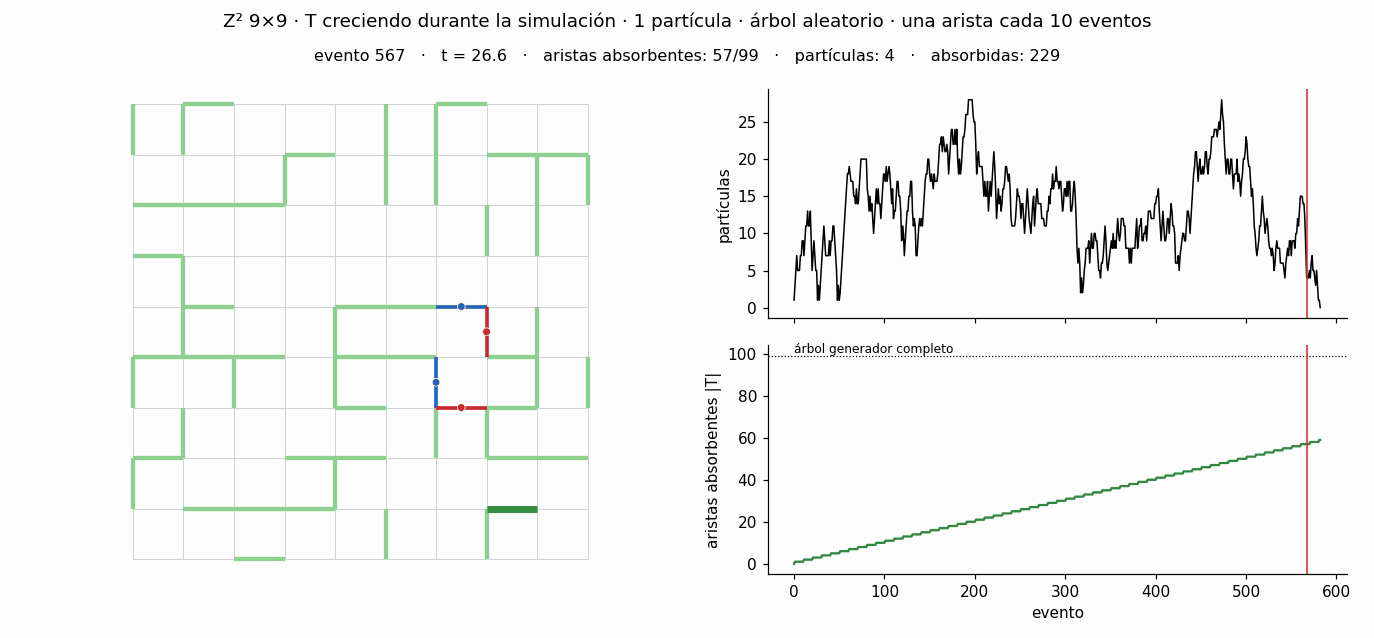 Z² 9×9 · T creciendo durante la simulación · 1 partícula · árbol aleatorio · una arista cada 10 eventos
evento 567 · t = 26.6 · aristas absorbentes: 57/99 · partículas: 4 · absorbidas: 229
partículas
25
20
15
10
5
0
árbol generador completo
aristas absorbentes |T|
100
80
60
40
20
0
0 100 200 300 400 500 600
evento